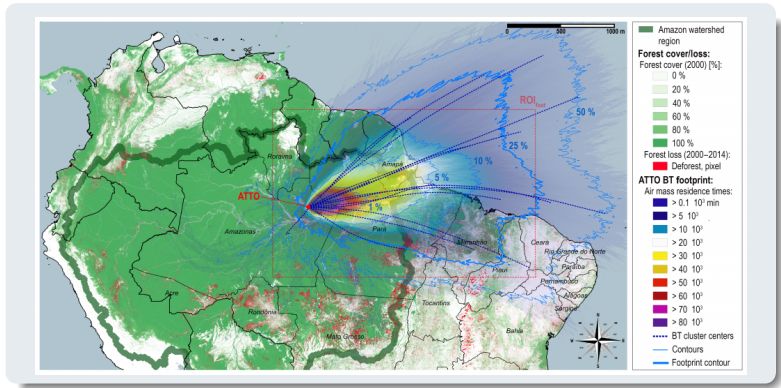 0
500
1000 m
ROIfoot
50 %
25 %
10 %
5 %
1 %
ATTO
Roraima
Amapá
Amazonas
Pará
Maranhão
Ceará
Rio Grande do Norte
Paraíba
Pernambuco
Alagoas
Sergipe
Piauí
Tocantins
Bahia
Acre
Rondônia
Mato Grosso
N
Amazon watershed
region
Forest cover/loss:
Forest cover (2000) [%]:
0 %
20 %
40 %
60 %
80 %
100 %
Forest loss (2000–2014):
Deforest, pixel
ATTO BT footprint:
Air mass residence times:
> 0.1 10³ min
> 5 10³
> 10 10³
> 20 10³
> 30 10³
> 40 10³
> 50 10³
> 60 10³
> 70 10³
> 80 10³
BT cluster centers
Contours
Footprint contour